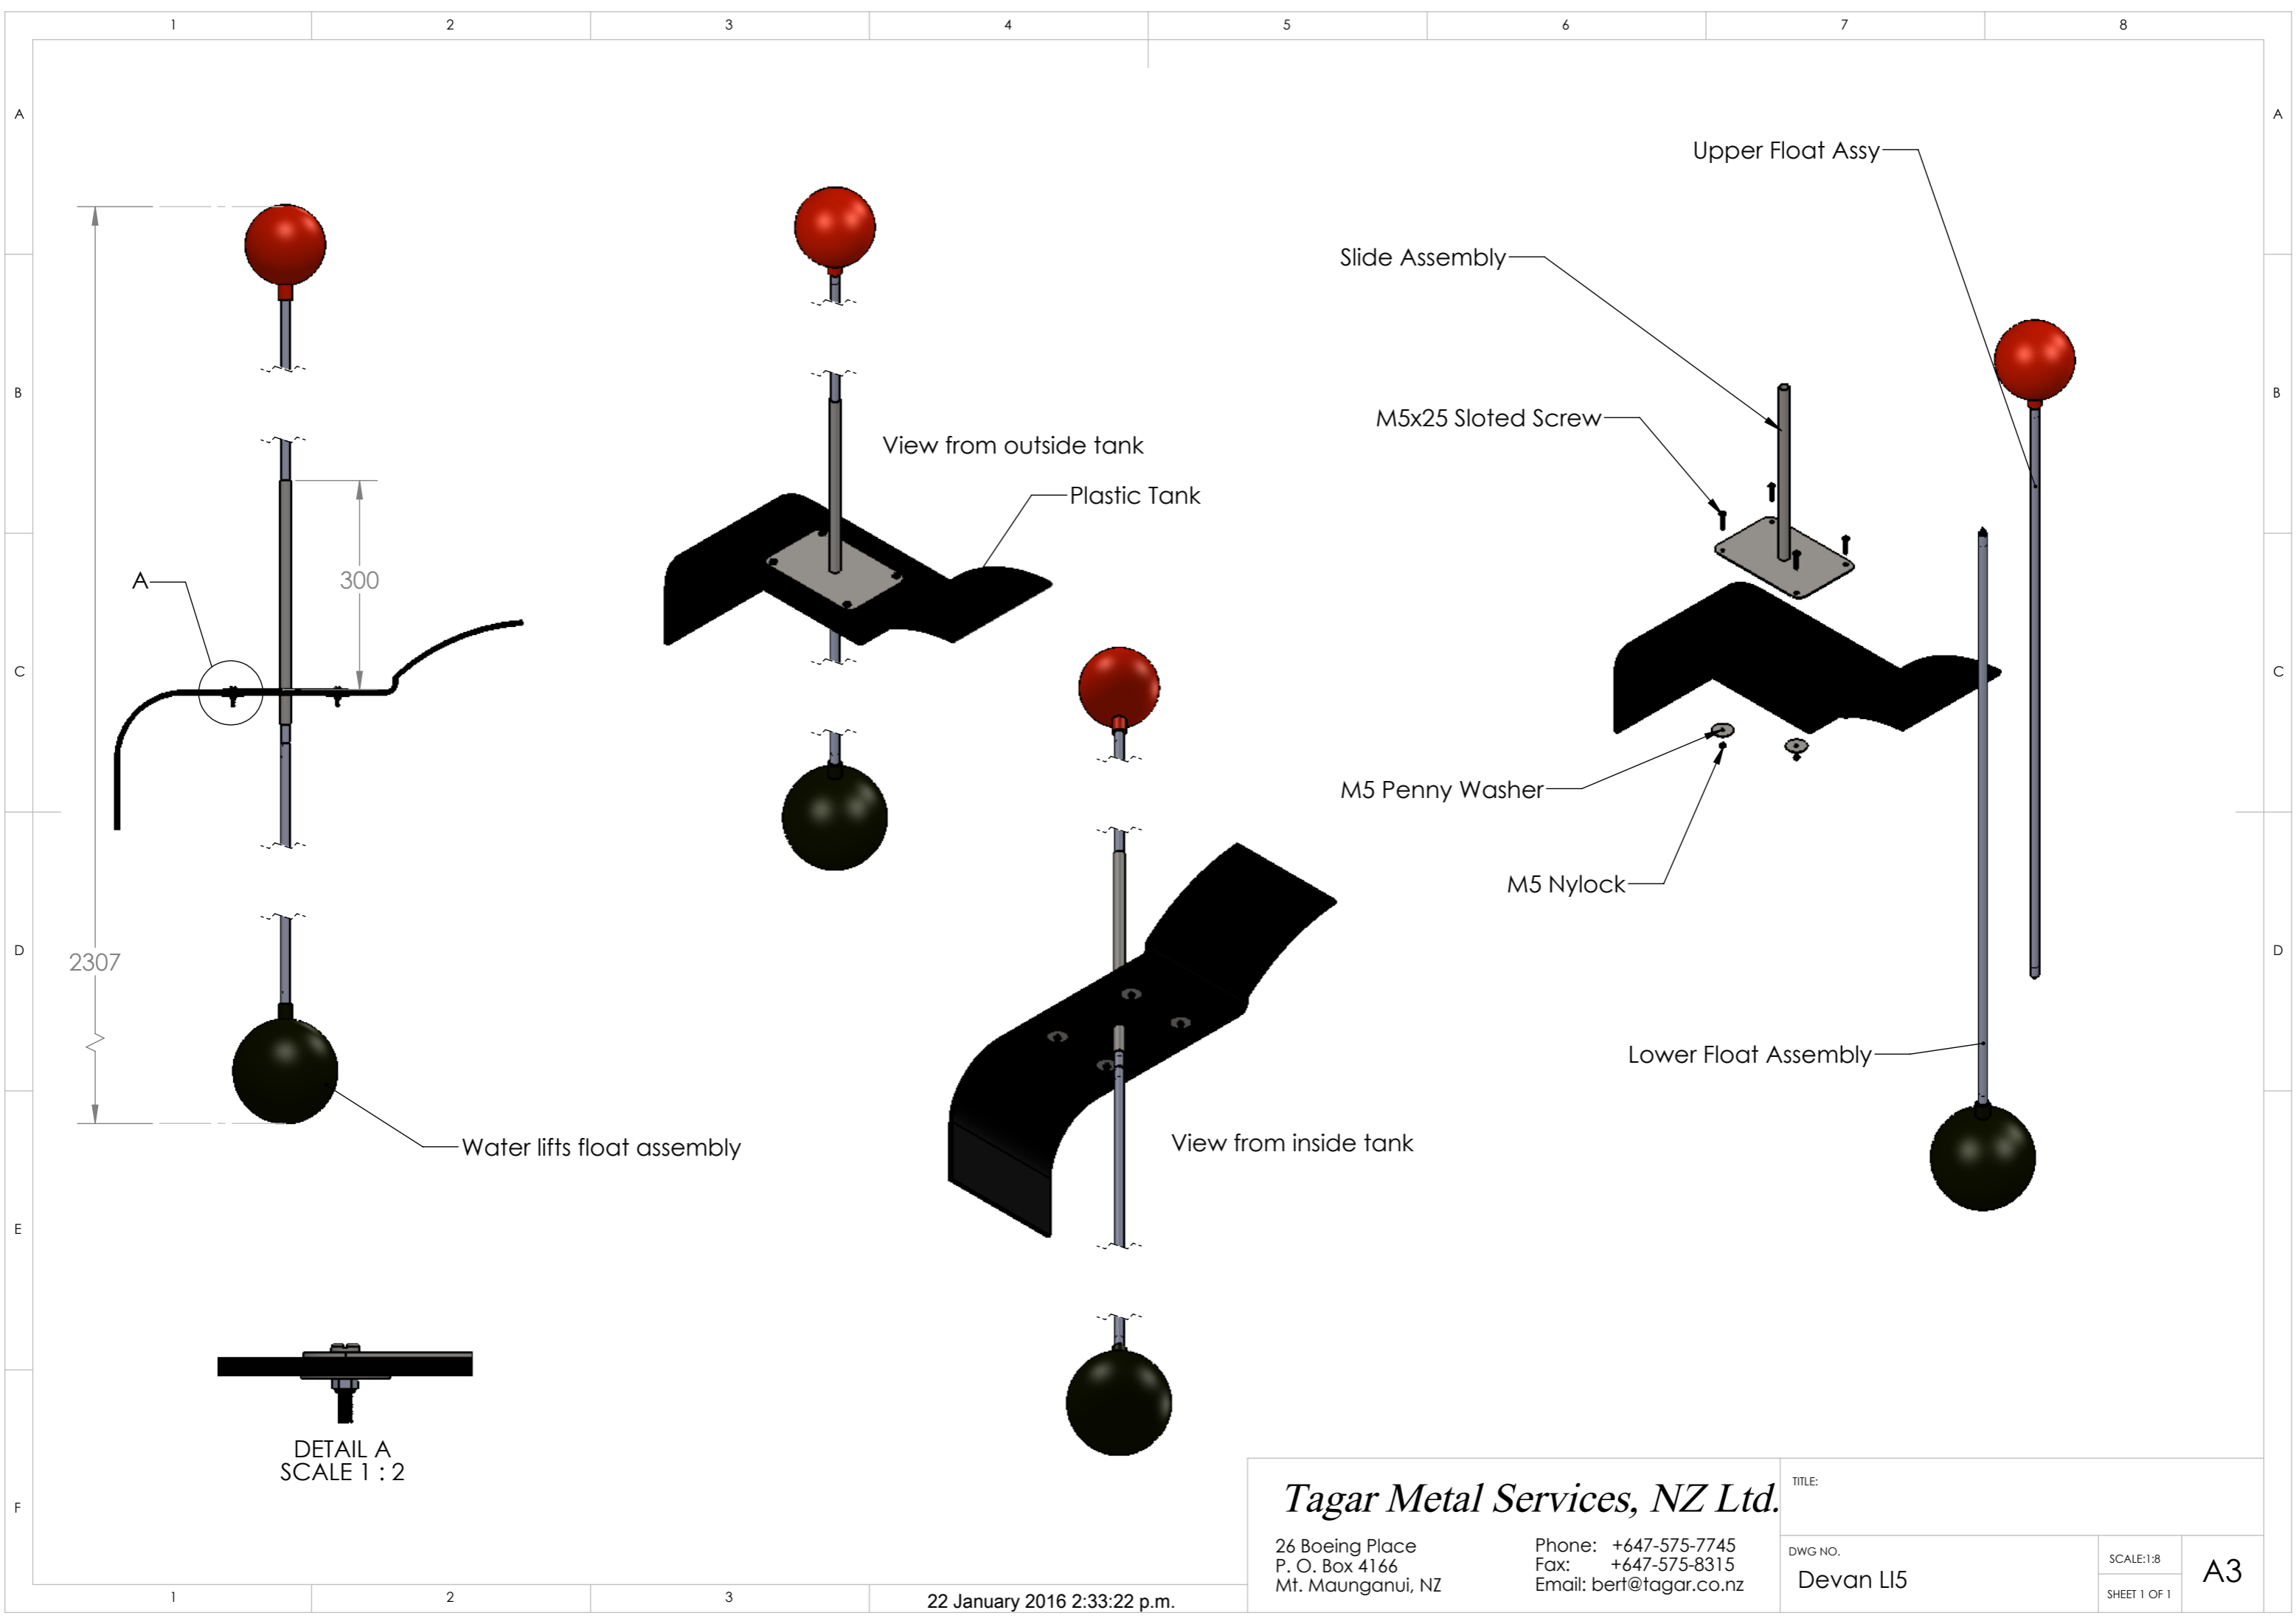 1 2 3 4 5 6 7 8
A A
Upper Float Assy
Slide Assembly
B B
M5x25 Sloted Screw
View from outside tank
Plastic Tank
A
300
C C
M5 Penny Washer
M5 Nylock
D D
2307
Lower Float Assembly
View from inside tank
Water lifts float assembly
E E
DETAIL A
SCALE 1 : 2
F
Tagar Metal Services, NZ Ltd.
26 Boeing Place
P. O. Box 4166
Mt. Maunganui, NZ
Phone: +647-575-7745
Fax: +647-575-8315
Email: bert@tagar.co.nz
TITLE:
DWG NO.
Devan LI5
SCALE:1:8
SHEET 1 OF 1
A3
1 2 3
22 January 2016 2:33:22 p.m.